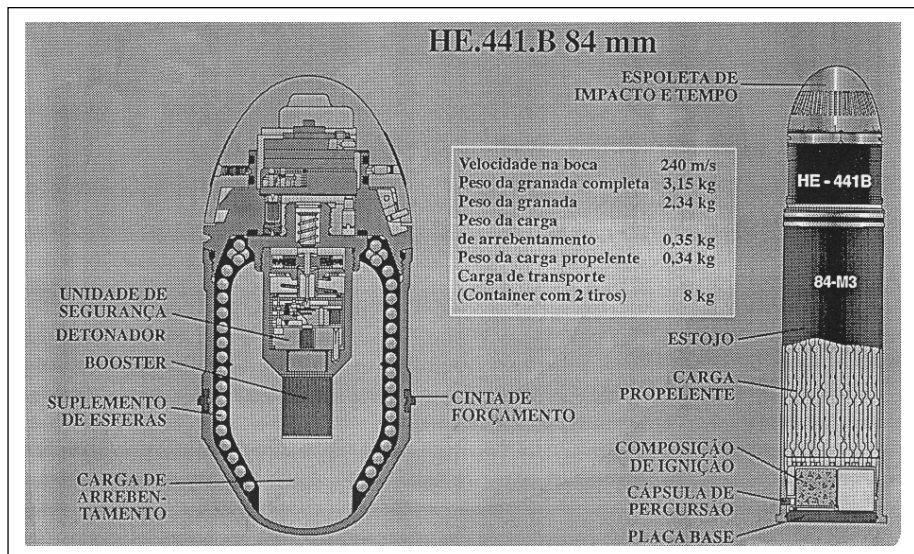 HE.441.B 84 mm
ESPOLETA DE
IMPACTO E TEMPO
Velocidade na boca 240 m/s
Peso da granada completa 3,15 kg
Peso da granada 2,34 kg
Peso da carga
de arrebentamento 0,35 kg
Peso da carga propelente 0,34 kg
Carga de transporte
(Container com 2 tiros) 8 kg
HE - 441B
84-M3
UNIDADE DE
SEGURANÇA
DETONADOR
BOOSTER
SUPLEMENTO
DE ESFERAS
CARGA DE
ARREBEN-
TAMENTO
CINTA DE
FORÇAMENTO
ESTOJO
CARGA
PROPELENTE
COMPOSIÇÃO
DE IGNIÇÃO
CÁPSULA DE
PERCURSÃO
PLACA BASE